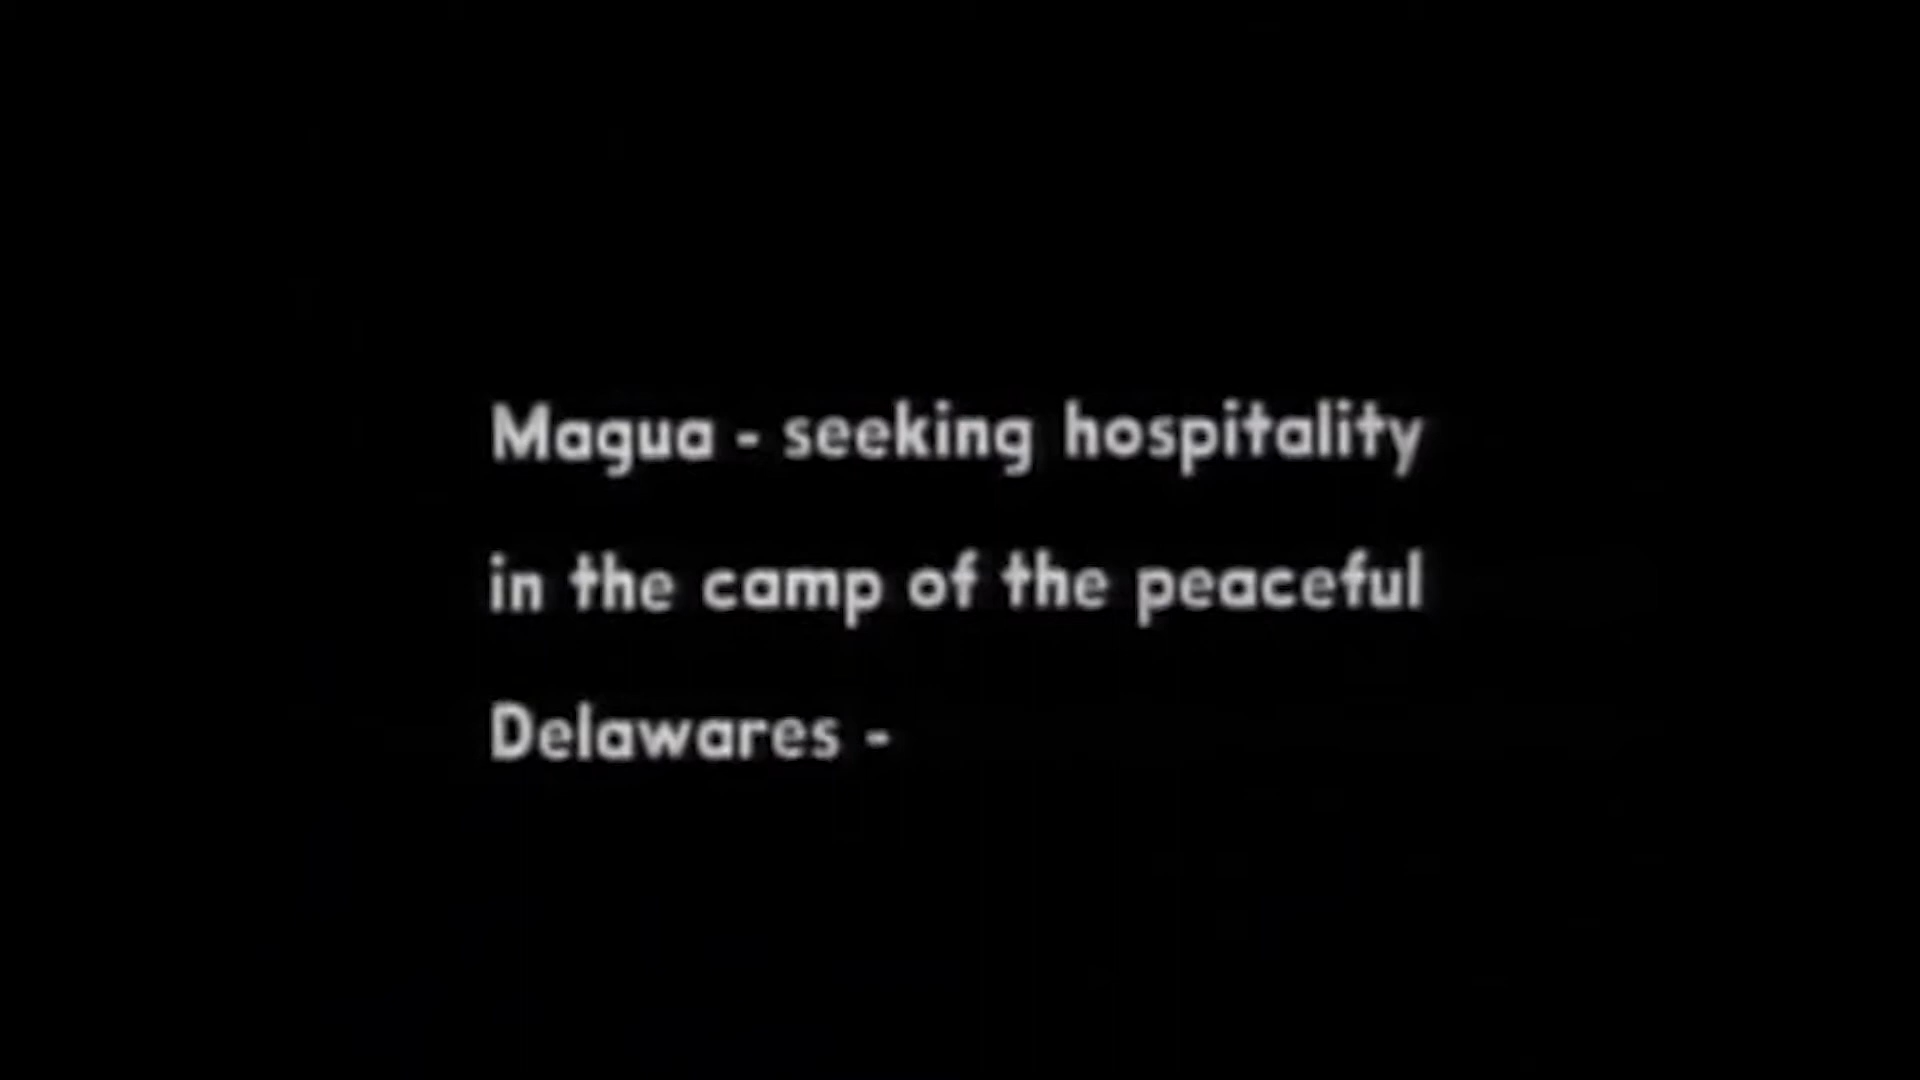 Magua - seeking hospitality
in the camp of the peaceful
Delawares -